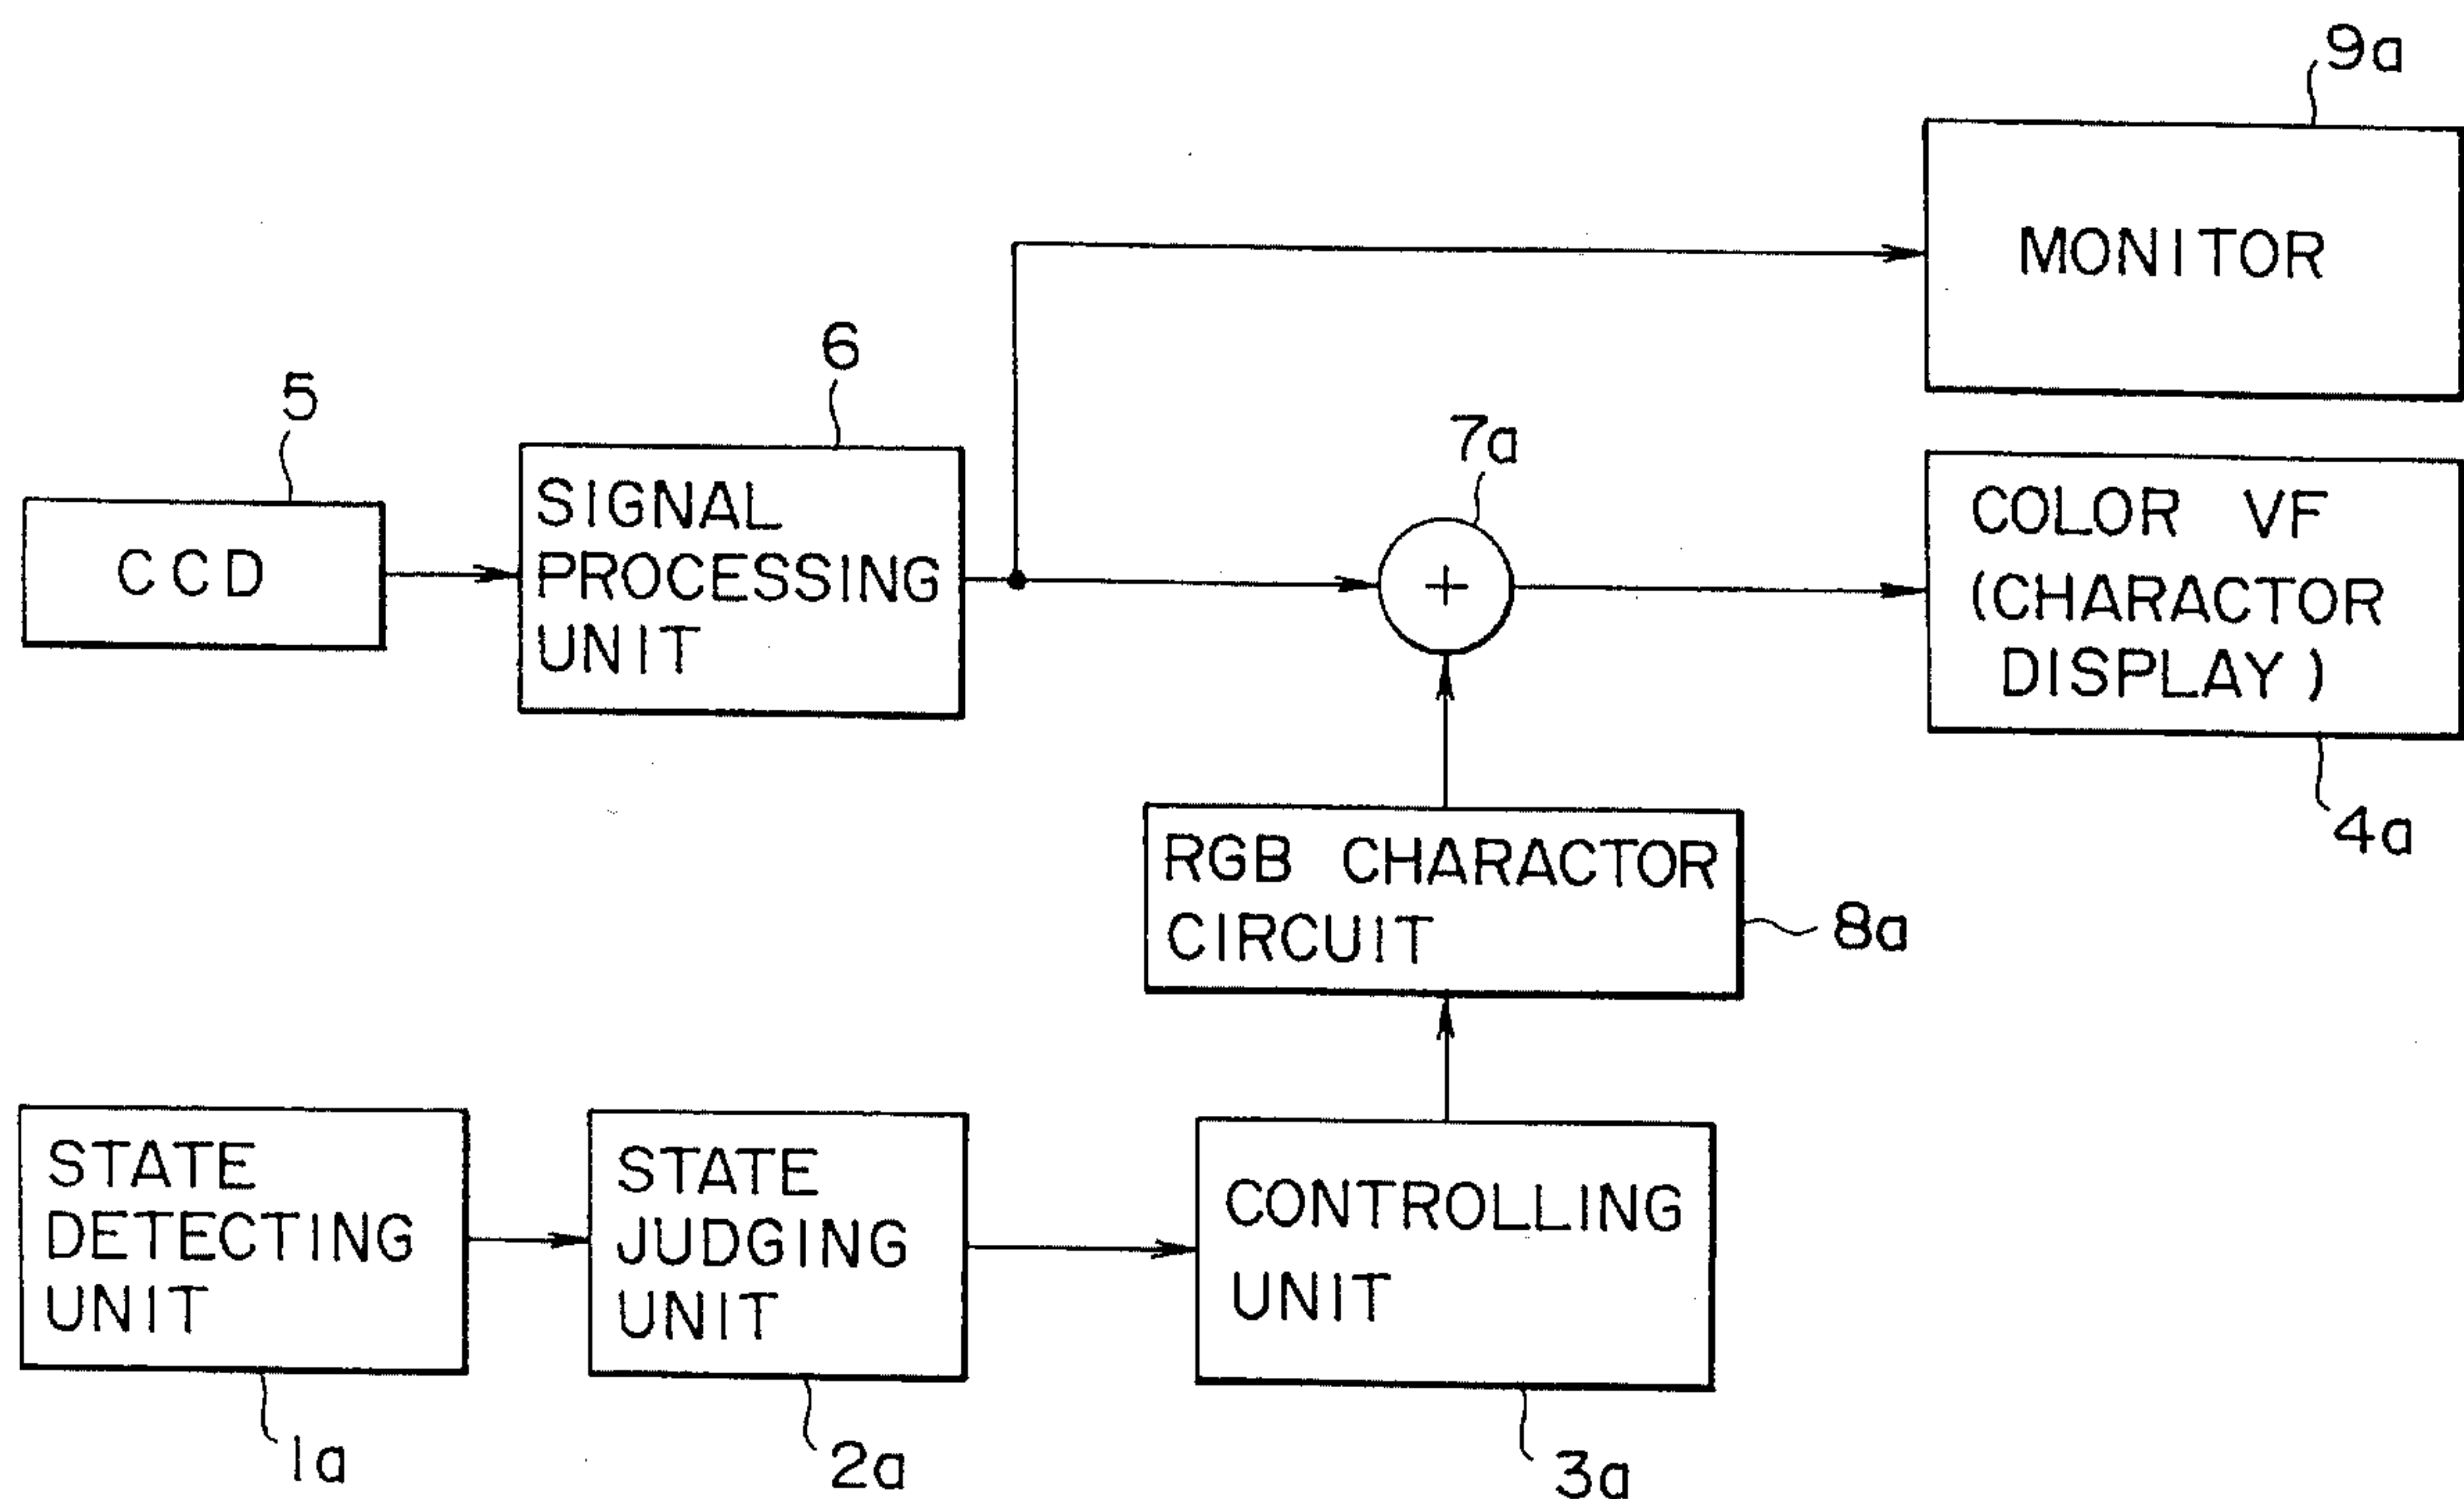 9a
MONITOR
6
5
7a
SIGNAL
PROCESSING
UNIT
CCD
+
COLOR VF
(CHARACTOR
DISPLAY)
4a
RGB CHARACTOR
CIRCUIT
8a
STATE
DETECTING
UNIT
STATE
JUDGING
UNIT
CONTROLLING
UNIT
1a
2a
3a